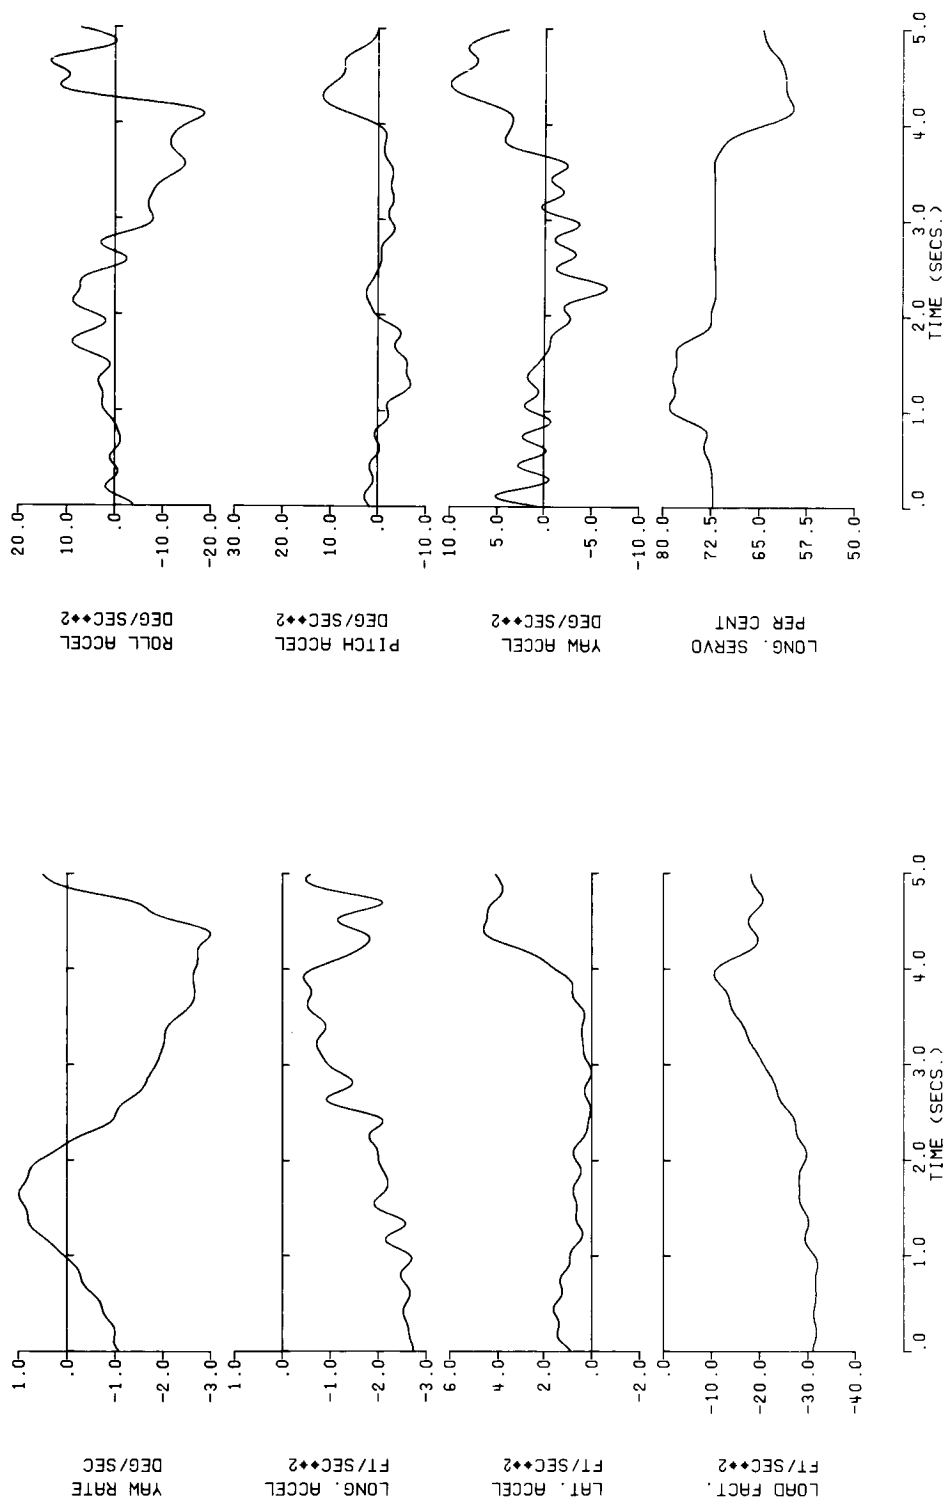 YAW RATE
DEG/SEC
1.0
.0
-1.0
-2.0
-3.0
LONG. ACCEL
FT/SEC**2
1.0
.0
-1.0
-2.0
-3.0
LAT. ACCEL
FT/SEC**2
6.0
4.0
2.0
.0
-2.0
LOAD FACT.
FT/SEC**2
.0
-10.0
-20.0
-30.0
-40.0
.0 1.0 2.0 3.0 4.0 5.0
TIME (SECS.)
ROLL ACCEL
DEG/SEC**2
20.0
10.0
.0
-10.0
-20.0
PITCH ACCEL
DEG/SEC**2
30.0
20.0
10.0
.0
-10.0
YAW ACCEL
DEG/SEC**2
10.0
5.0
.0
-5.0
-10.0
LONG. SERVO
PER CENT
80.0
72.5
65.0
57.5
50.0
.0 1.0 2.0 3.0 4.0 5.0
TIME (SECS.)